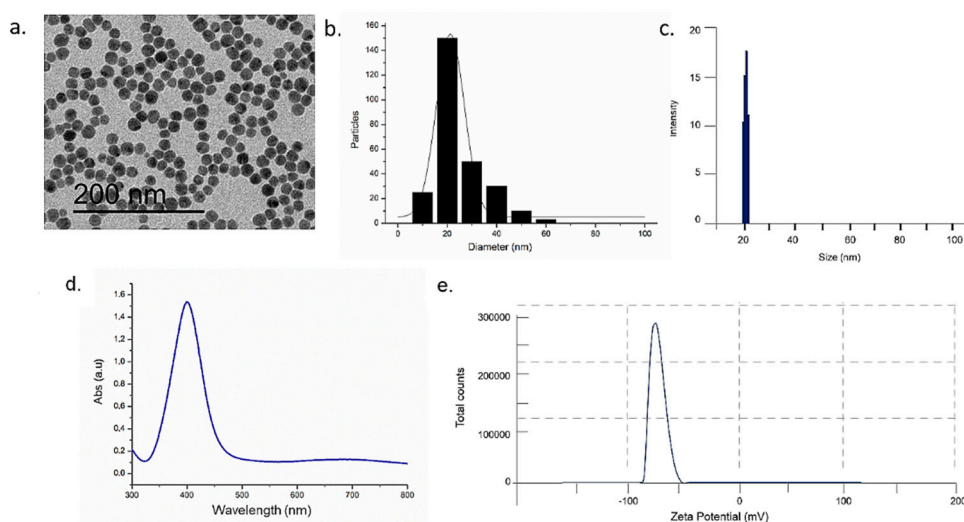 a.
200 nm
b.
Particles
160
140
120
100
80
60
40
20
0
0 20 40 60 80 100
Diameter (nm)
c.
Intensity
20
15
10
5
0
20 40 60 80 100
Size (nm)
d.
Abs (a.u)
1,6
1,4
1,2
1,0
0,8
0,6
0,4
0,2
0,0
300 400 500 600 700 800
Wavelength (nm)
e.
Total counts
300000
200000
100000
0
-100 0 100 200
Zeta Potential (mV)